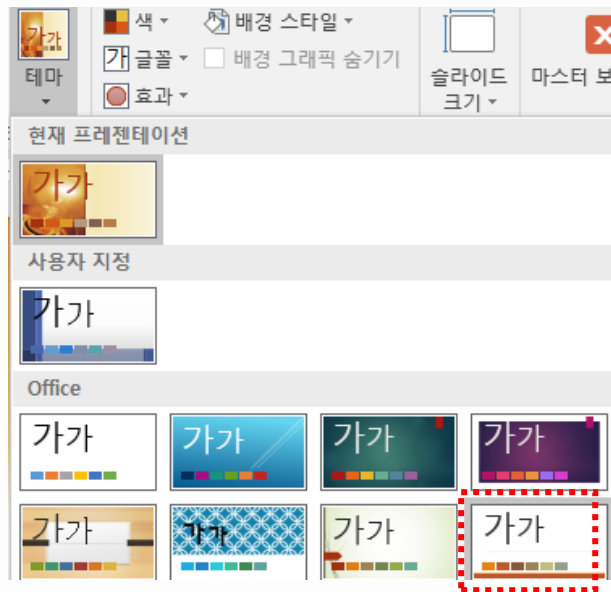 가가
테마
색
가 글꼴
효과
배경 스타일
배경 그래픽 숨기기
슬라이드
크기
마스터 보
현재 프레젠테이션
가가
사용자 지정
가가
Office
가가 가가 가가 가가
가가 가가 가가 가가